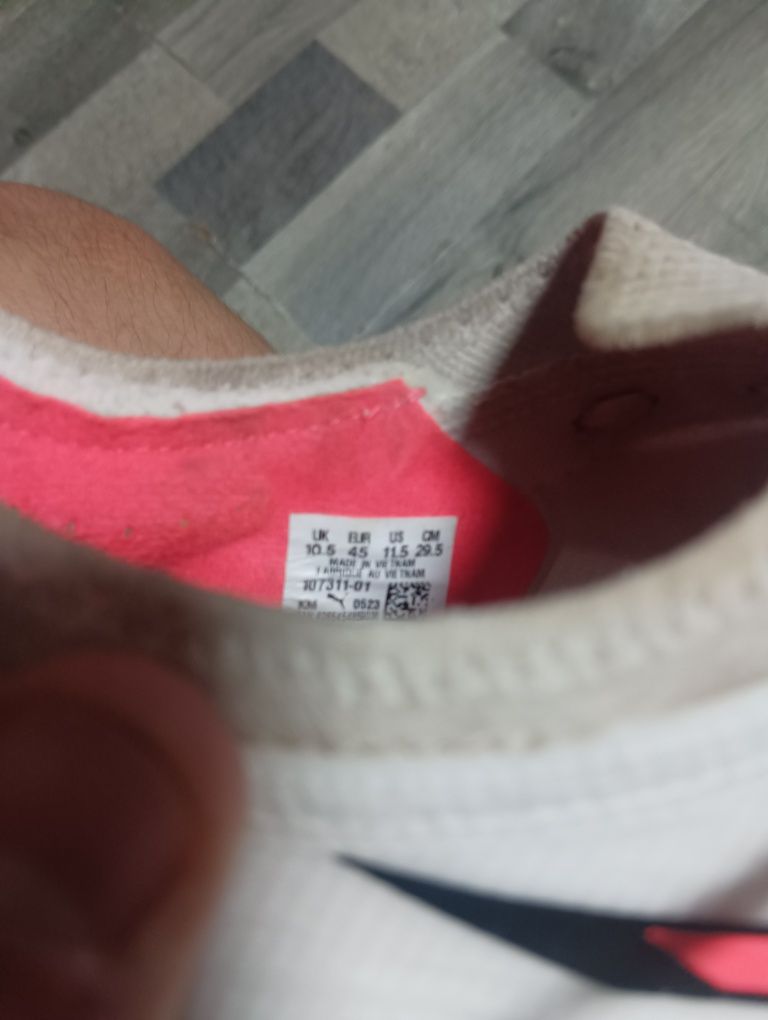 UK EUR US CM
10.5 45 11.5 29.5
MADE IN VIETNAM
FABRIQUE AU VIETNAM
107311-01
0523